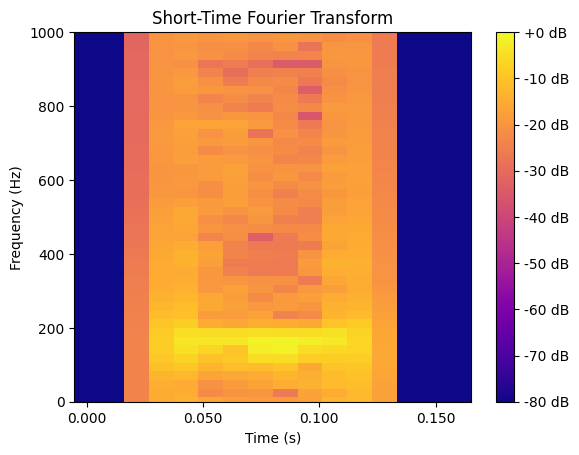 Short-Time Fourier Transform
1000
800
600
400
200
0
Frequency (Hz)
0.000
0.050
0.100
0.150
Time (s)
+0 dB
-10 dB
-20 dB
-30 dB
-40 dB
-50 dB
-60 dB
-70 dB
-80 dB